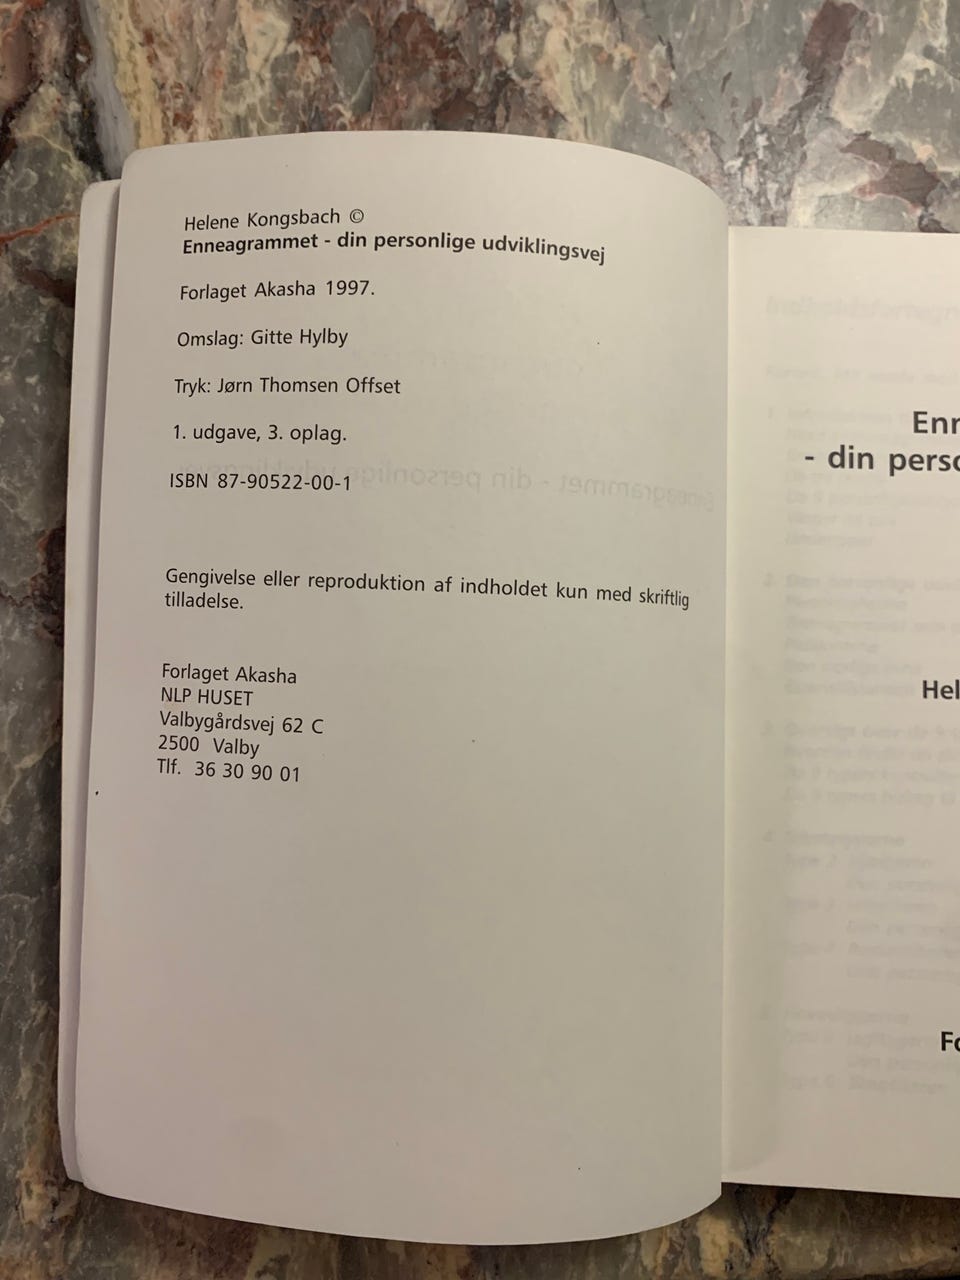 Helene Kongsbach ©
Enneagrammet - din personlige udviklingsvej
Forlaget Akasha 1997.
Omslag: Gitte Hylby
Tryk: Jørn Thomsen Offset
1. udgave, 3. oplag.
ISBN 87-90522-00-1
Gengivelse eller reproduktion af indholdet kun med skriftlig
tilladelse.
Forlaget Akasha
NLP HUSET
Valbygårdsvej 62 C
2500 Valby
Tlf. 36 30 90 01
Enn
- din perso
Hel
Fo